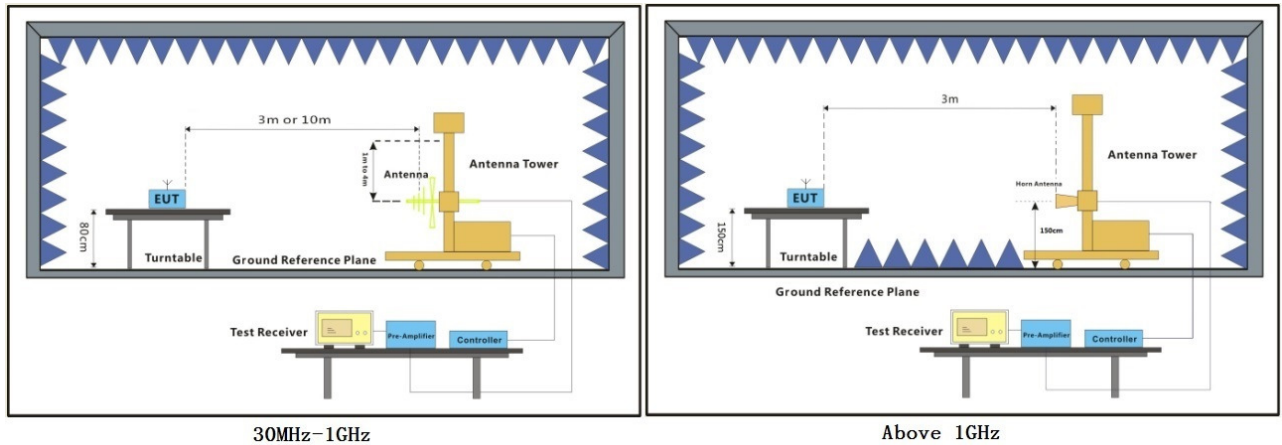 3m or 10m
1m to 4m
Antenna Tower
Antenna
EUT
80cm
Turntable
Ground Reference Plane
Test Receiver
Pre-Amplifier
Controller
30MHz-1GHz
3m
Antenna Tower
Horn Antenna
EUT
150cm
150cm
Turntable
Ground Reference Plane
Test Receiver
Pre-Amplifier
Controller
Above 1GHz